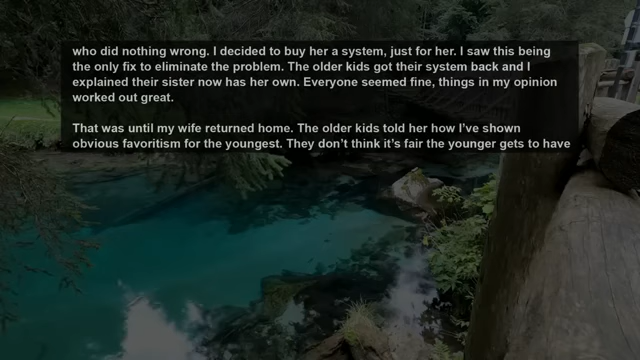 who did nothing wrong. I decided to buy her a system, just for her. I saw this being
the only fix to eliminate the problem. The older kids got their system back and I
explained their sister now has her own. Everyone seemed fine, things in my opinion
worked out great.
That was until my wife returned home. The older kids told her how I've shown
obvious favoritism for the youngest. They don't think it's fair the younger gets to have